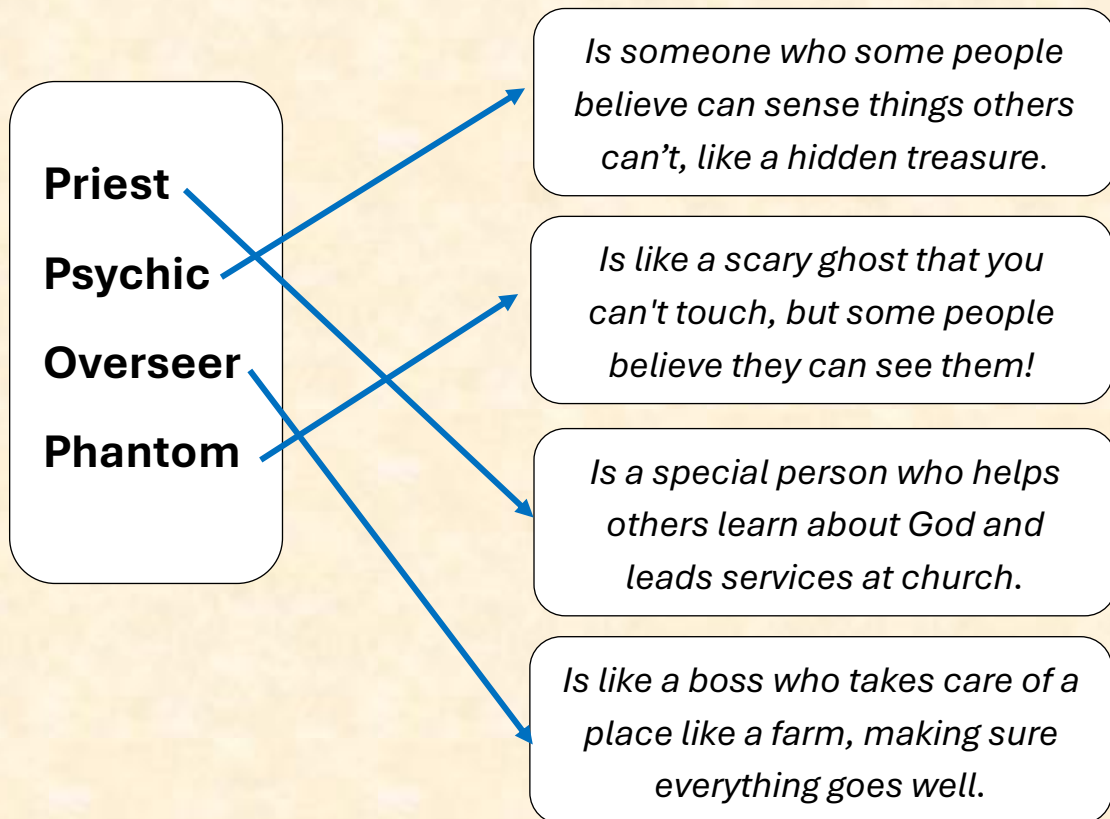 Priest
Psychic
Overseer
Phantom
Is someone who some people
believe can sense things others
can’t, like a hidden treasure.
Is like a scary ghost that you
can't touch, but some people
believe they can see them!
Is a special person who helps
others learn about God and
leads services at church.
Is like a boss who takes care of a
place like a farm, making sure
everything goes well.